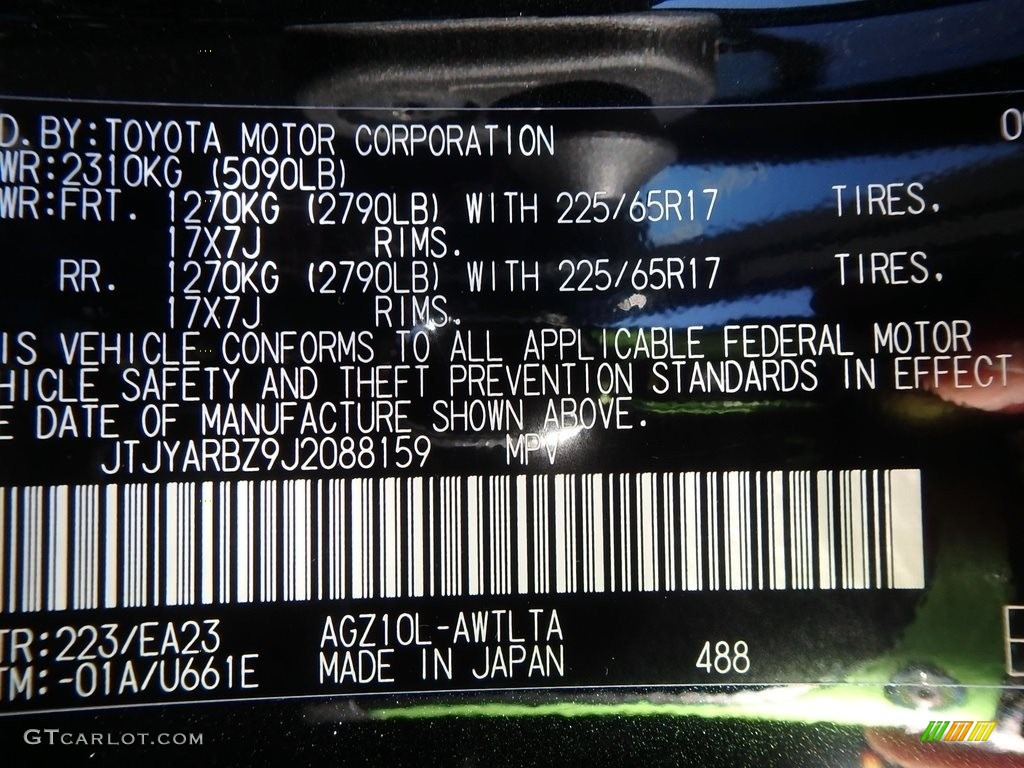 D.BY:TOYOTA MOTOR CORPORATION
WR:2310KG (5090LB)
WR:FRT. 1270KG (2790LB) WITH 225/65R17 TIRES,
17X7J RIMS.
RR. 1270KG (2790LB) WITH 225/65R17 TIRES,
17X7J RIMS.
IS VEHICLE CONFORMS TO ALL APPLICABLE FEDERAL MOTOR
HICLE SAFETY AND THEFT PREVENTION STANDARDS IN EFFECT
E DATE OF MANUFACTURE SHOWN ABOVE.
JTJYARBZ9J2088159 MPV
TR:223/EA23 AGZ10L-AWTLTA
TM:-01A/U661E MADE IN JAPAN 488
GTCARLOT.COM